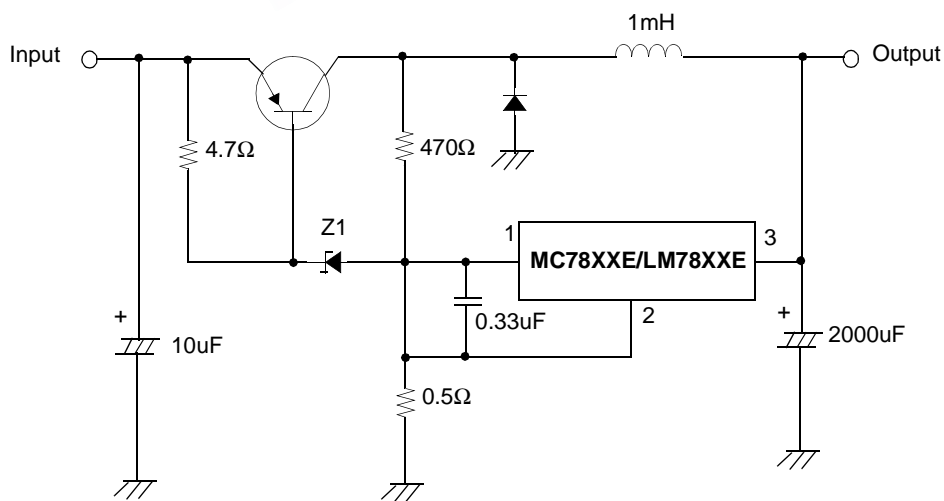 1mH
Input
Output
4.7Ω
470Ω
Z1
1
MC78XXE/LM78XXE
3
2
0.33uF
+
10uF
+
2000uF
0.5Ω